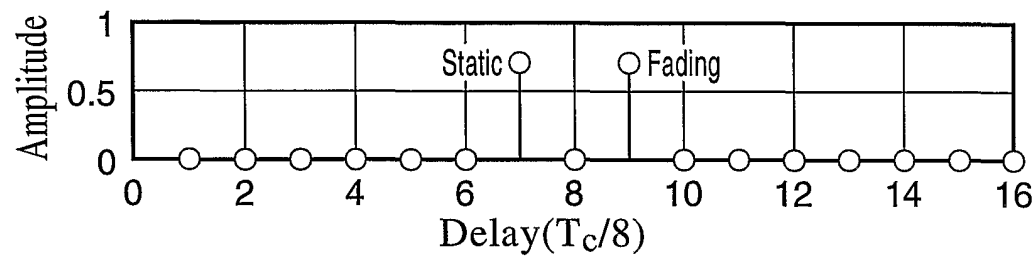 Amplitude
1
0.5
0
Static
Fading
0 2 4 6 8 10 12 14 16
Delay(Tc/8)